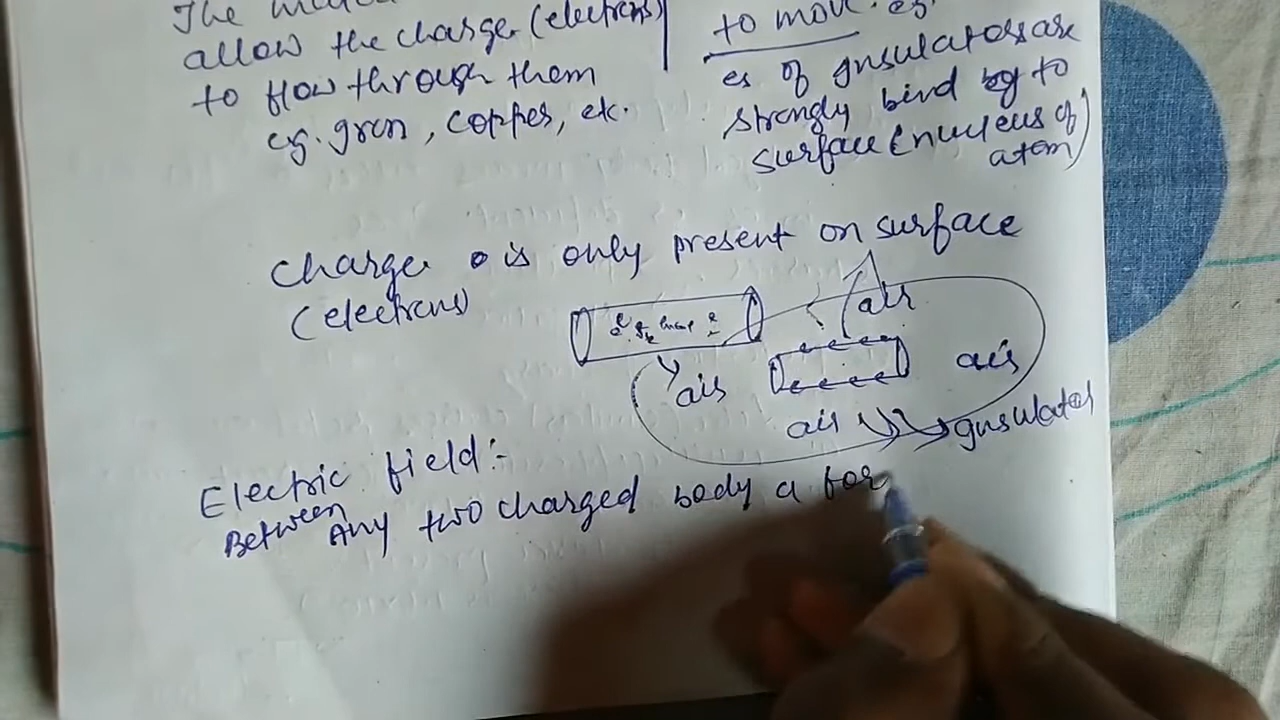 The
allow the charge (electrons)
to flow through them
eg. Iron, copper, etc.
to move. eg.
es of Insulators are
strongly bind by to
surface (nucleus of
atom)
Charge is only present on surface
(electrons)
air
air
air
air
Insulator
Electric field:-
Between Any two charged body a for